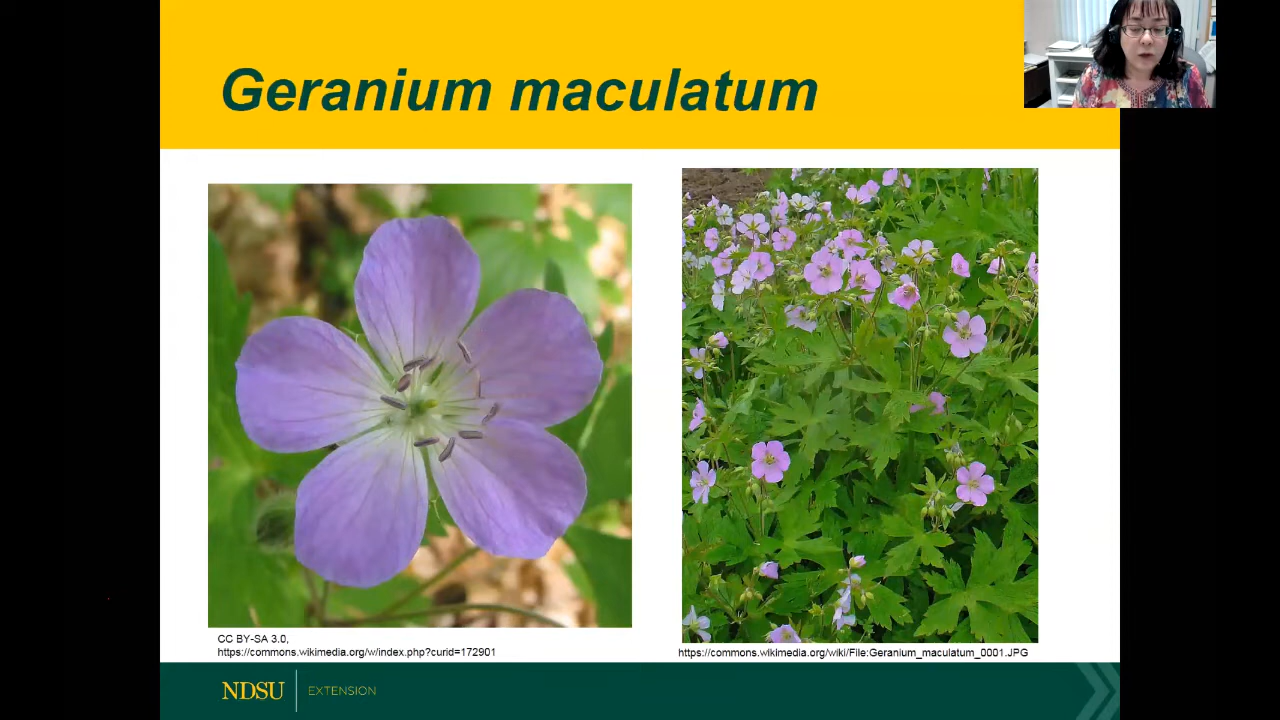 Geranium maculatum
CC BY-SA 3.0,
https://commons.wikimedia.org/w/index.php?curid=172901
https://commons.wikimedia.org/wiki/File:Geranium_maculatum_0001.JPG
NDSU EXTENSION